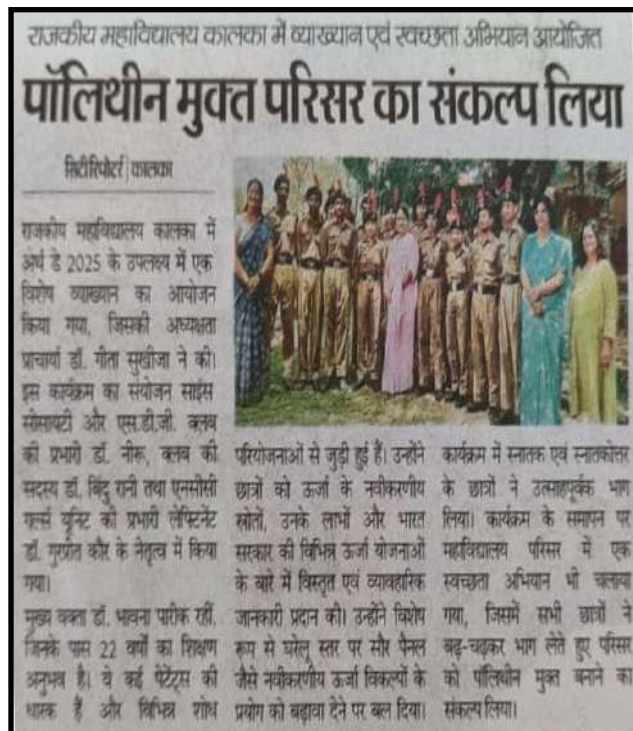 राजकीय महाविद्यालय कालका में व्याख्यान एवं स्वच्छता अभियान आयोजित
पॉलिथीन मुक्त परिसर का संकल्प लिया
सिटी रिपोर्टर | कालका
राजकीय महाविद्यालय कालका में
अर्थ डे 2025 के उपलक्ष्य में एक
विशेष व्याख्यान का आयोजन
किया गया, जिसकी अध्यक्षता
प्राचार्या डॉ. गीता सुखीजा ने की।
इस कार्यक्रम का संयोजन साइंस
सोसायटी और एस.डी.जी. क्लब
की प्रभारी डॉ. नीरू, क्लब की
सदस्य डॉ. बिंदु रानी तथा एनसीसी
गर्ल्स यूनिट की प्रभारी लेफ्टिनेंट
डॉ. गुरप्रीत कौर के नेतृत्व में किया
गया।
मुख्य वक्ता डॉ. भावना पारीक रहीं,
जिनके पास 22 वर्षों का शिक्षण
अनुभव है। वे कई पेटेंट्स की
धारक हैं और विभिन्न शोध
परियोजनाओं से जुड़ी हुई हैं। उन्होंने
छात्रों को ऊर्जा के नवीकरणीय
स्रोतों, उनके लाभों और भारत
सरकार की विभिन्न ऊर्जा योजनाओं
के बारे में विस्तृत एवं व्यावहारिक
जानकारी प्रदान की। उन्होंने विशेष
रूप से घरेलू स्तर पर सौर पैनल
जैसे नवीकरणीय ऊर्जा विकल्पों के
प्रयोग को बढ़ावा देने पर बल दिया।
कार्यक्रम में स्नातक एवं स्नातकोत्तर
के छात्रों ने उत्साहपूर्वक भाग
लिया। कार्यक्रम के समापन पर
महाविद्यालय परिसर में एक
स्वच्छता अभियान भी चलाया
गया, जिसमें सभी छात्रों ने
बढ़-चढ़कर भाग लेते हुए परिसर
को पॉलिथीन मुक्त बनाने का
संकल्प लिया।